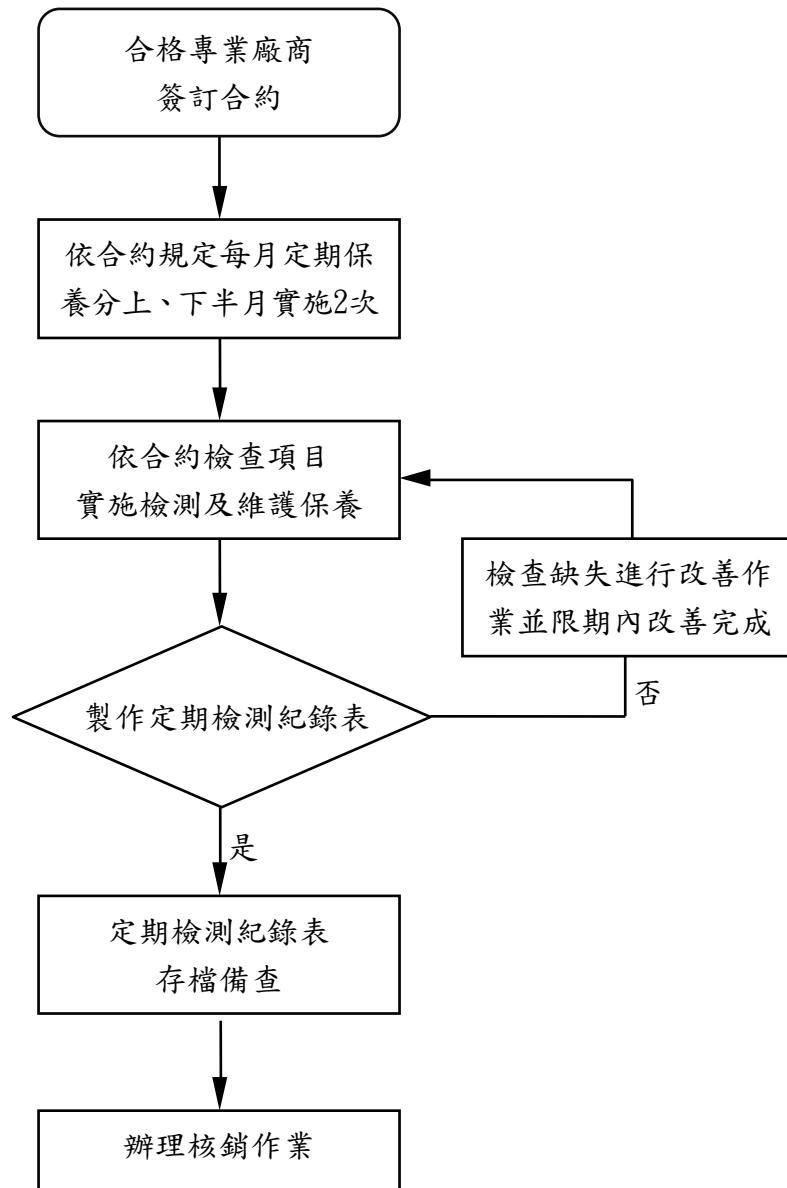 合格專業廠商
簽訂合約
依合約規定每月定期保
養分上、下半月實施2次
依合約檢查項目
實施檢測及維護保養
檢查缺失進行改善作
業並限期內改善完成
否
製作定期檢測紀錄表
是
定期檢測紀錄表
存檔備查
辦理核銷作業